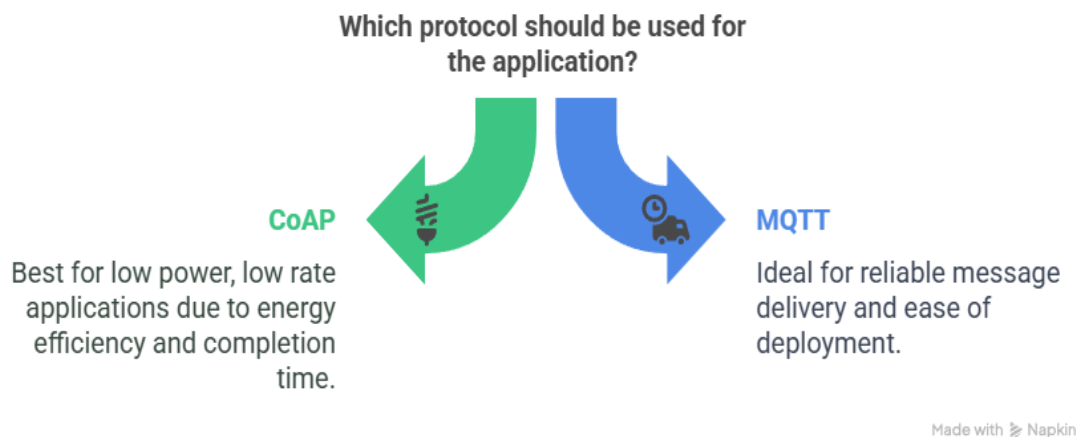 Which protocol should be used for
the application?
CoAP
Best for low power, low rate
applications due to energy
efficiency and completion
time.
MQTT
Ideal for reliable message
delivery and ease of
deployment.
Made with Napkin